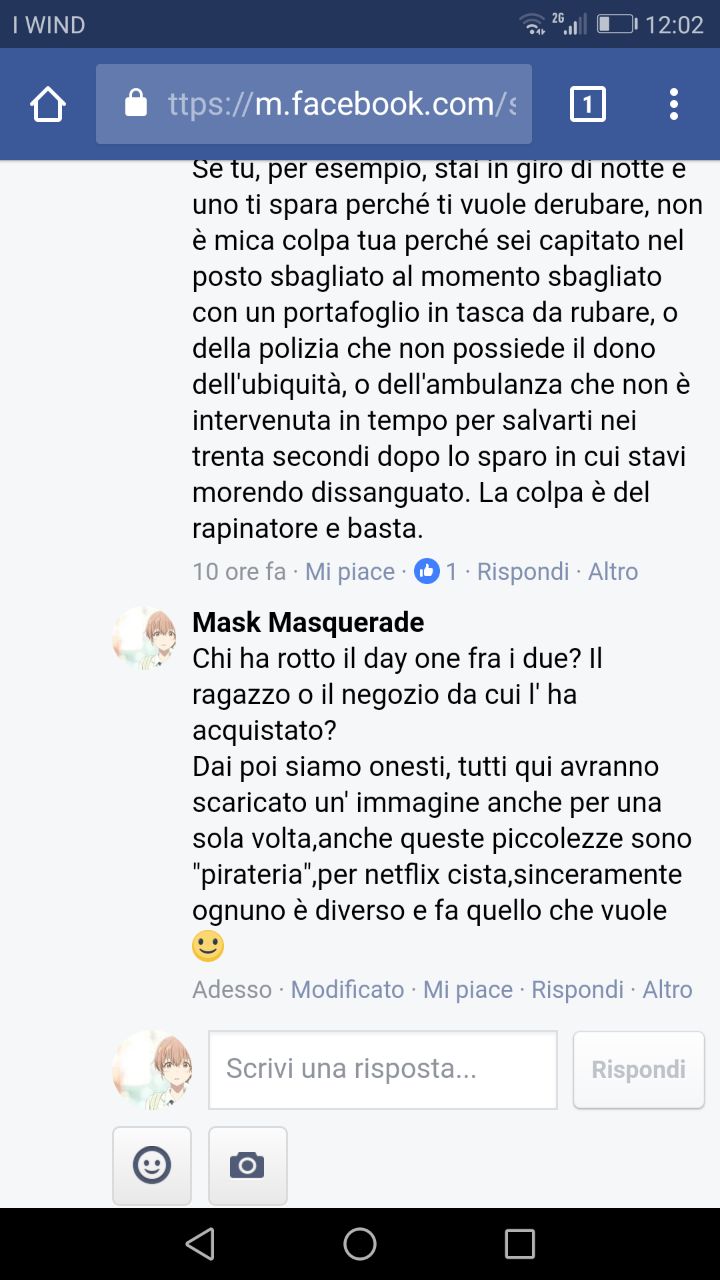 I WIND
2G
12:02
ttps://m.facebook.com/s
1
Se tu, per esempio, stai in giro di notte e
uno ti spara perché ti vuole derubare, non
è mica colpa tua perché sei capitato nel
posto sbagliato al momento sbagliato
con un portafoglio in tasca da rubare, o
della polizia che non possiede il dono
dell'ubiquità, o dell'ambulanza che non è
intervenuta in tempo per salvarti nei
trenta secondi dopo lo sparo in cui stavi
morendo dissanguato. La colpa è del
rapinatore e basta.
10 ore fa · Mi piace · 1 · Rispondi · Altro
Mask Masquerade
Chi ha rotto il day one fra i due? Il
ragazzo o il negozio da cui l' ha
acquistato?
Dai poi siamo onesti, tutti qui avranno
scaricato un' immagine anche per una
sola volta,anche queste piccolezze sono
"pirateria",per netflix cista,sinceramente
ognuno è diverso e fa quello che vuole
🙂
Adesso · Modificato · Mi piace · Rispondi · Altro
Scrivi una risposta...
Rispondi